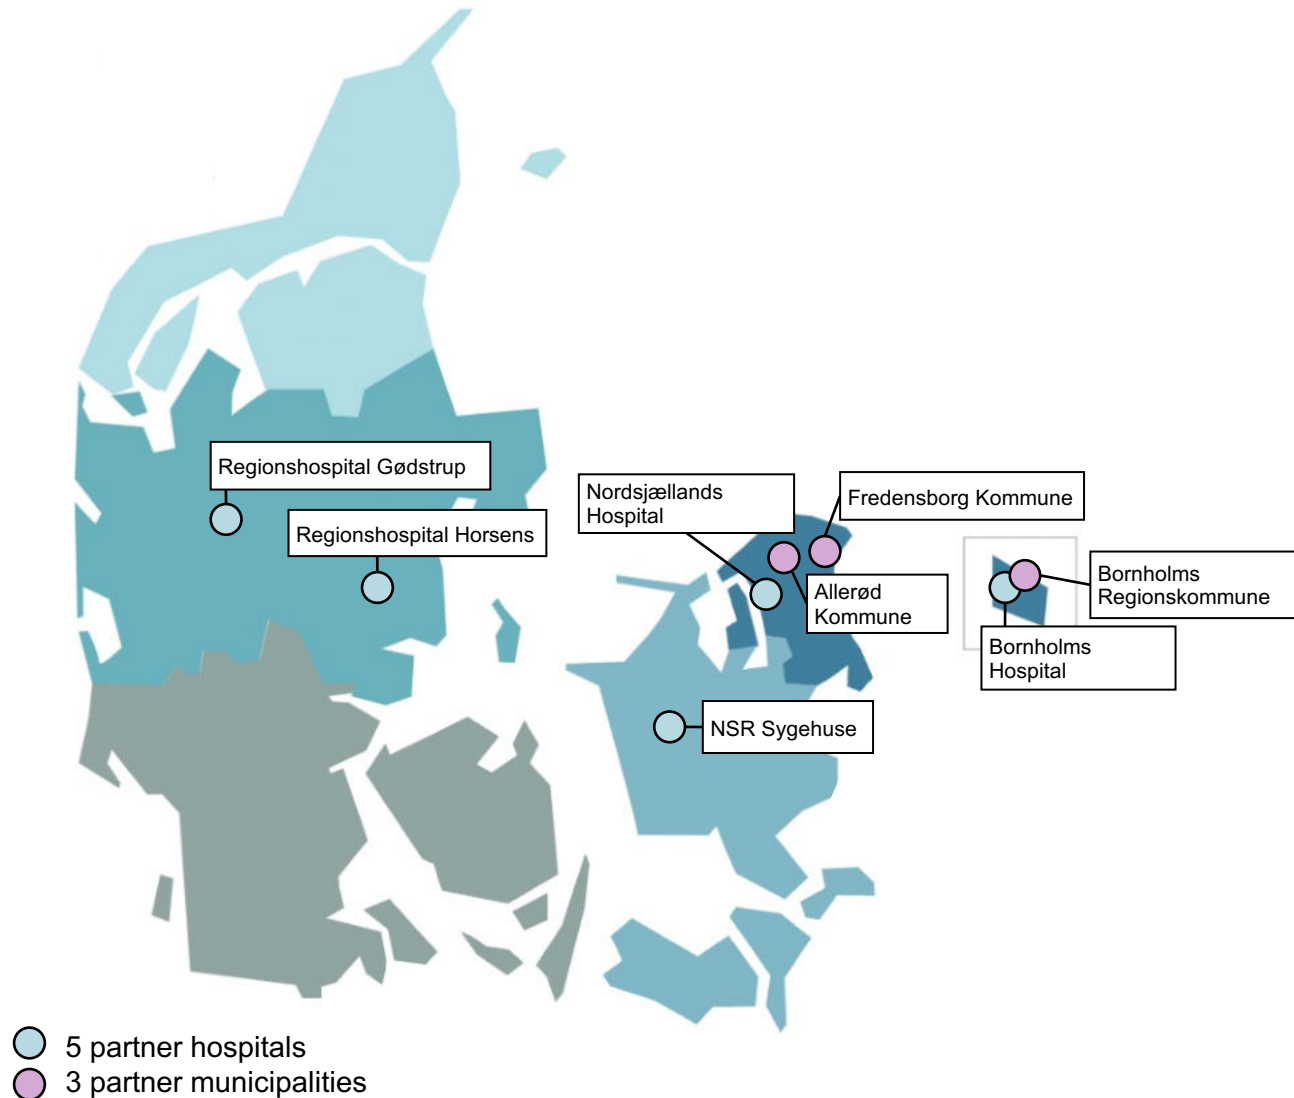 Regionshospital Gødstrup
Regionshospital Horsens
Nordsjællands
Hospital
Fredensborg Kommune
Allerød
Kommune
Bornholms
Regionskommune
Bornholms
Hospital
NSR Sygehuse
5 partner hospitals
3 partner municipalities